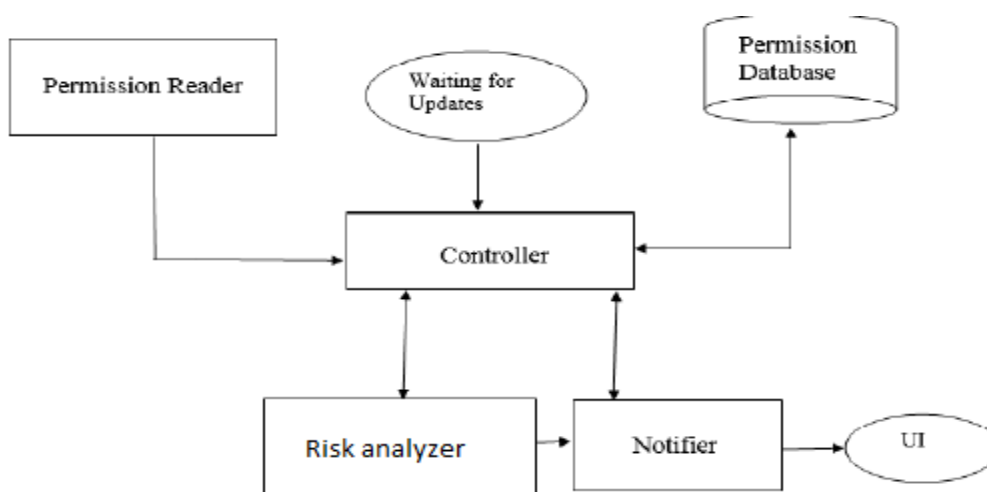 Permission Reader
Waiting for
Updates
Permission
Database
Controller
Risk analyzer
Notifier
UI